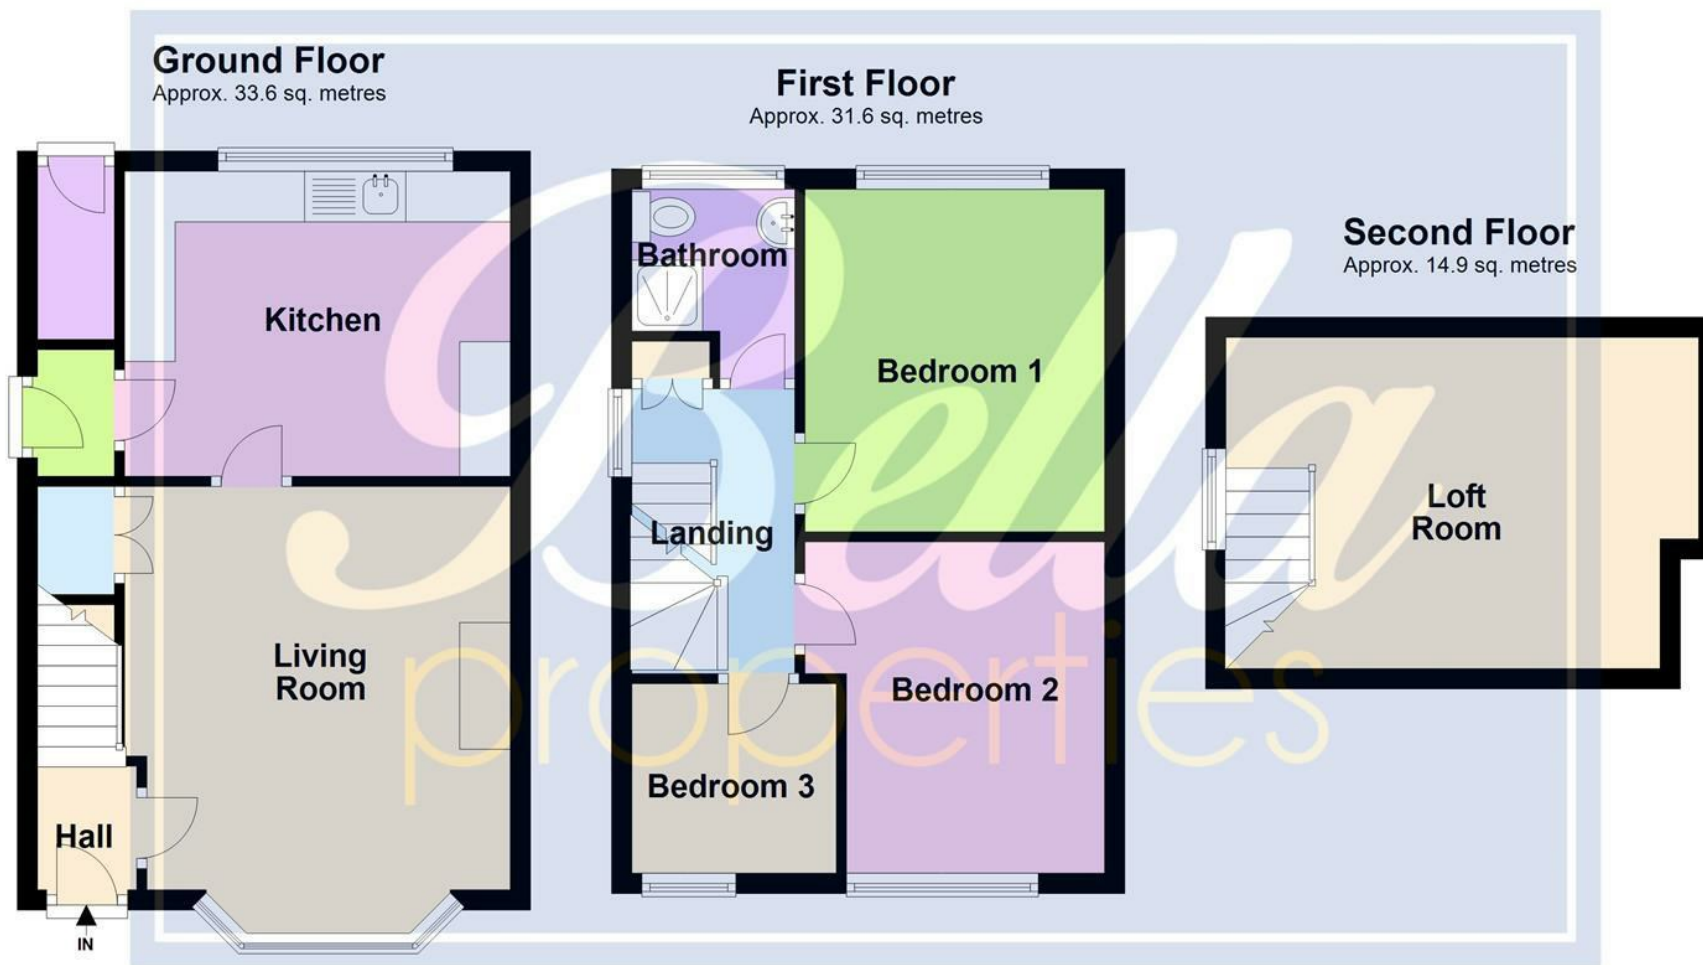 Ground Floor
Approx. 33.6 sq. metres
First Floor
Approx. 31.6 sq. metres
Second Floor
Approx. 14.9 sq. metres
Kitchen
Living
Room
Hall
IN
Bathroom
Bedroom 1
Landing
Bedroom 2
Bedroom 3
Loft
Room
Bella
properties